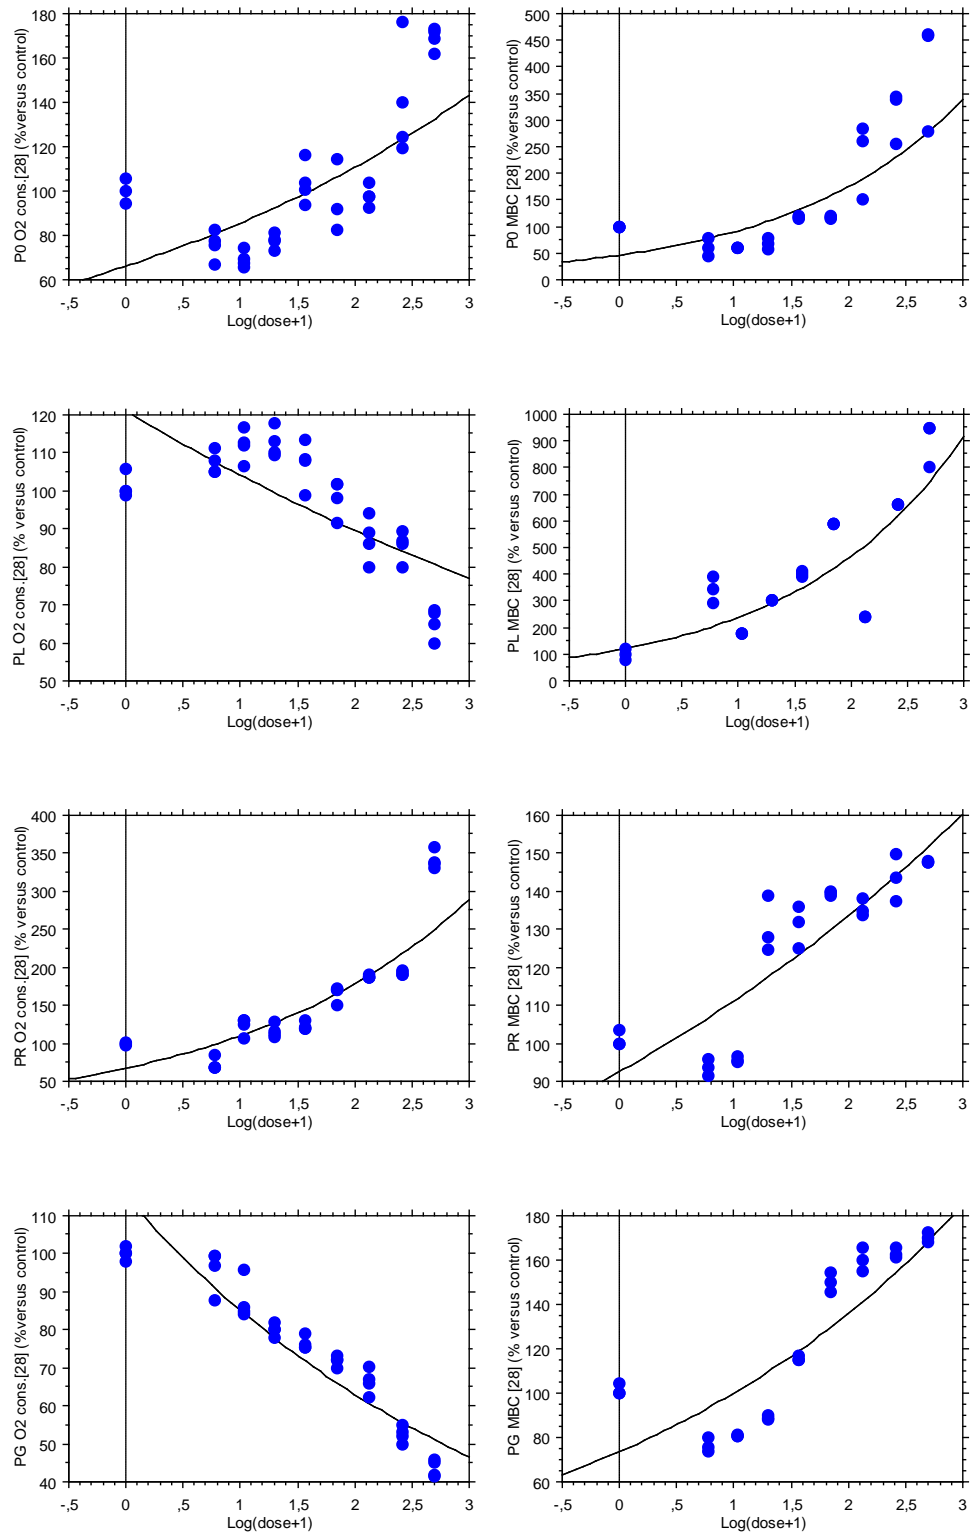 P0 O2 cons.[28] (%versus control)
180
160
140
120
100
80
60
-,5 0 ,5 1 1,5 2 2,5 3
Log(dose+1)
P0 MBC [28] (%versus control)
500
450
400
350
300
250
200
150
100
50
0
-,5 0 ,5 1 1,5 2 2,5 3
Log(dose+1)
PL O2 cons.[28] (% versus control)
120
110
100
90
80
70
60
50
-,5 0 ,5 1 1,5 2 2,5 3
Log(dose+1)
PL MBC [28] (% versus control)
1000
900
800
700
600
500
400
300
200
100
0
-,5 0 ,5 1 1,5 2 2,5 3
Log(dose+1)
PR O2 cons.[28] (% versus control)
400
350
300
250
200
150
100
50
-,5 0 ,5 1 1,5 2 2,5 3
Log(dose+1)
PR MBC [28] (%versus control)
160
150
140
130
120
110
100
90
-,5 0 ,5 1 1,5 2 2,5 3
Log(dose+1)
PG O2 cons.[28] (%versus control)
110
100
90
80
70
60
50
40
-,5 0 ,5 1 1,5 2 2,5 3
Log(dose+1)
PG MBC [28] (% versus control)
180
160
140
120
100
80
60
-,5 0 ,5 1 1,5 2 2,5 3
Log(dose+1)